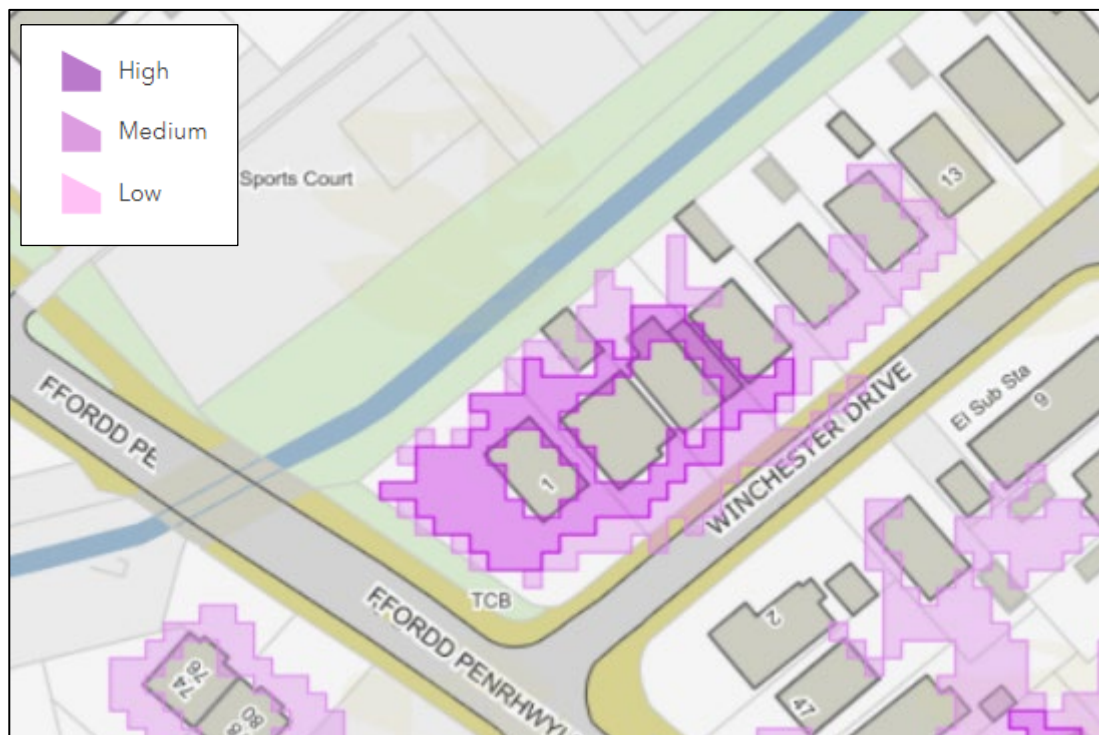 High
Medium
Low
Sports Court
13
FFORDD PE
1
WINCHESTER DRIVE
El Sub Sta
9
TCB
FFORDD PENRHWYL
2
76
74
80
47